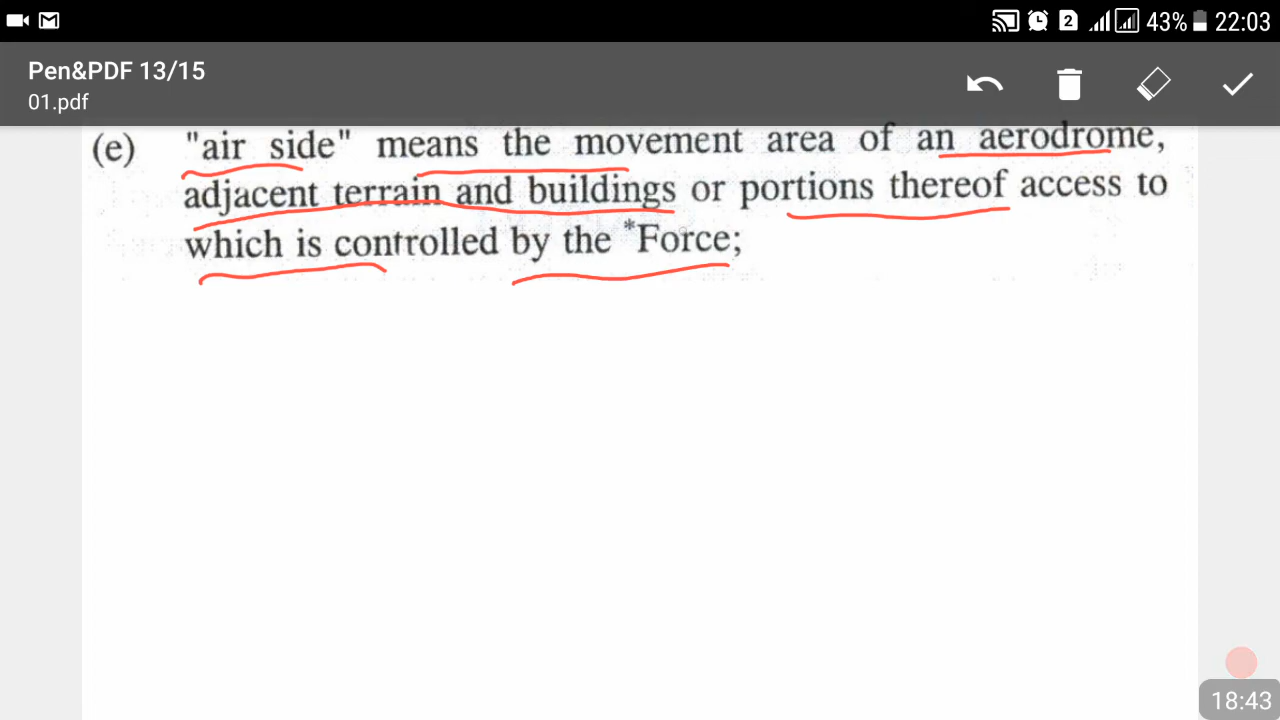 43% 22:03
2
Pen&PDF 13/15
01.pdf
(e) "air side" means the movement area of an aerodrome,
adjacent terrain and buildings or portions thereof access to
which is controlled by the *Force;
18:43